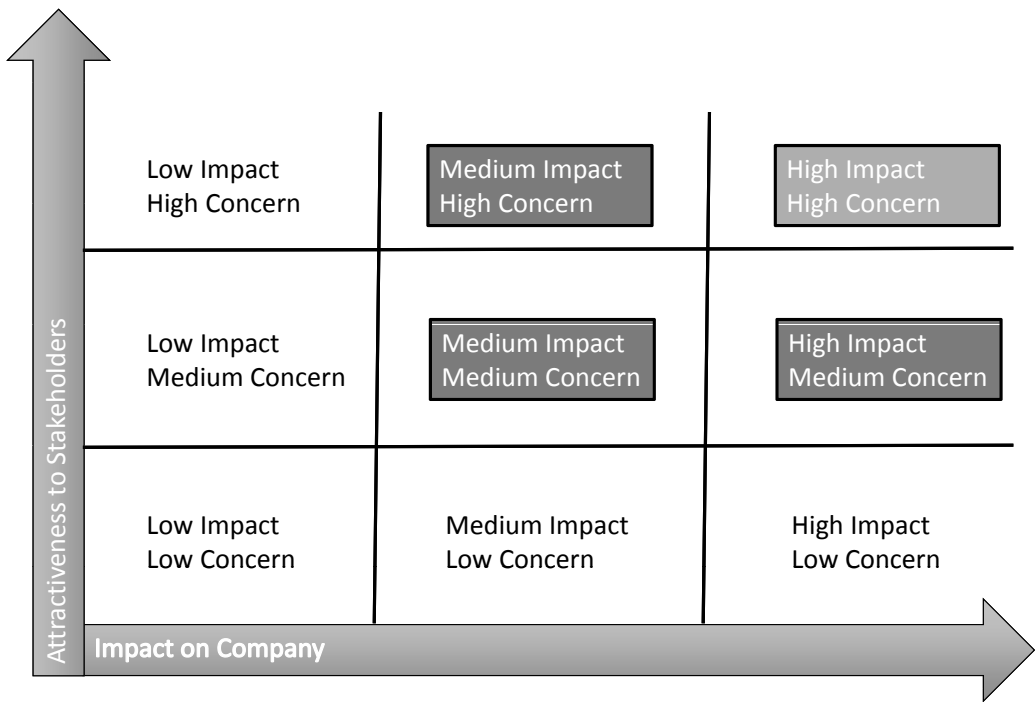 Low Impact
High Concern
Medium Impact
High Concern
High Impact
High Concern
Low Impact
Medium Concern
Medium Impact
Medium Concern
High Impact
Medium Concern
Low Impact
Low Concern
Medium Impact
Low Concern
High Impact
Low Concern
Attractiveness to Stakeholders
Impact on Company